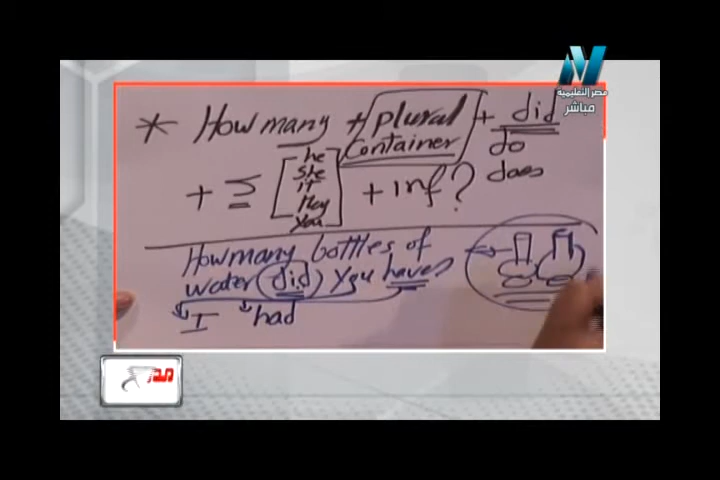 مصر التعليمية
مباشر
* How many + plural + did
container do
he does
she
it
they
you
+ S + inf?
How many bottles of
water did you have
I had